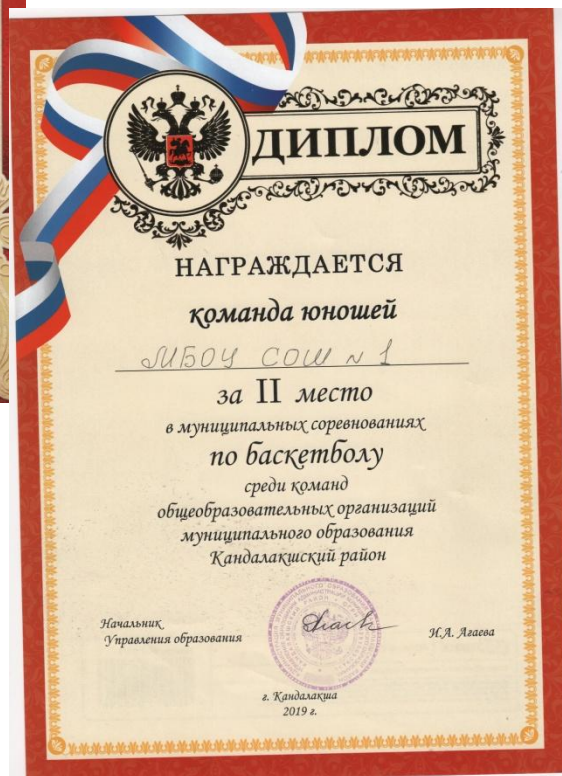 ДИПЛОМ
НАГРАЖДАЕТСЯ
команда юношей
МБОУ СОШ № 1
за II место
в муниципальных соревнованиях
по баскетболу
среди команд
общеобразовательных организаций
муниципального образования
Кандалакшский район
Начальник
Управления образования
И.А. Агаева
г. Кандалакша
2019 г.